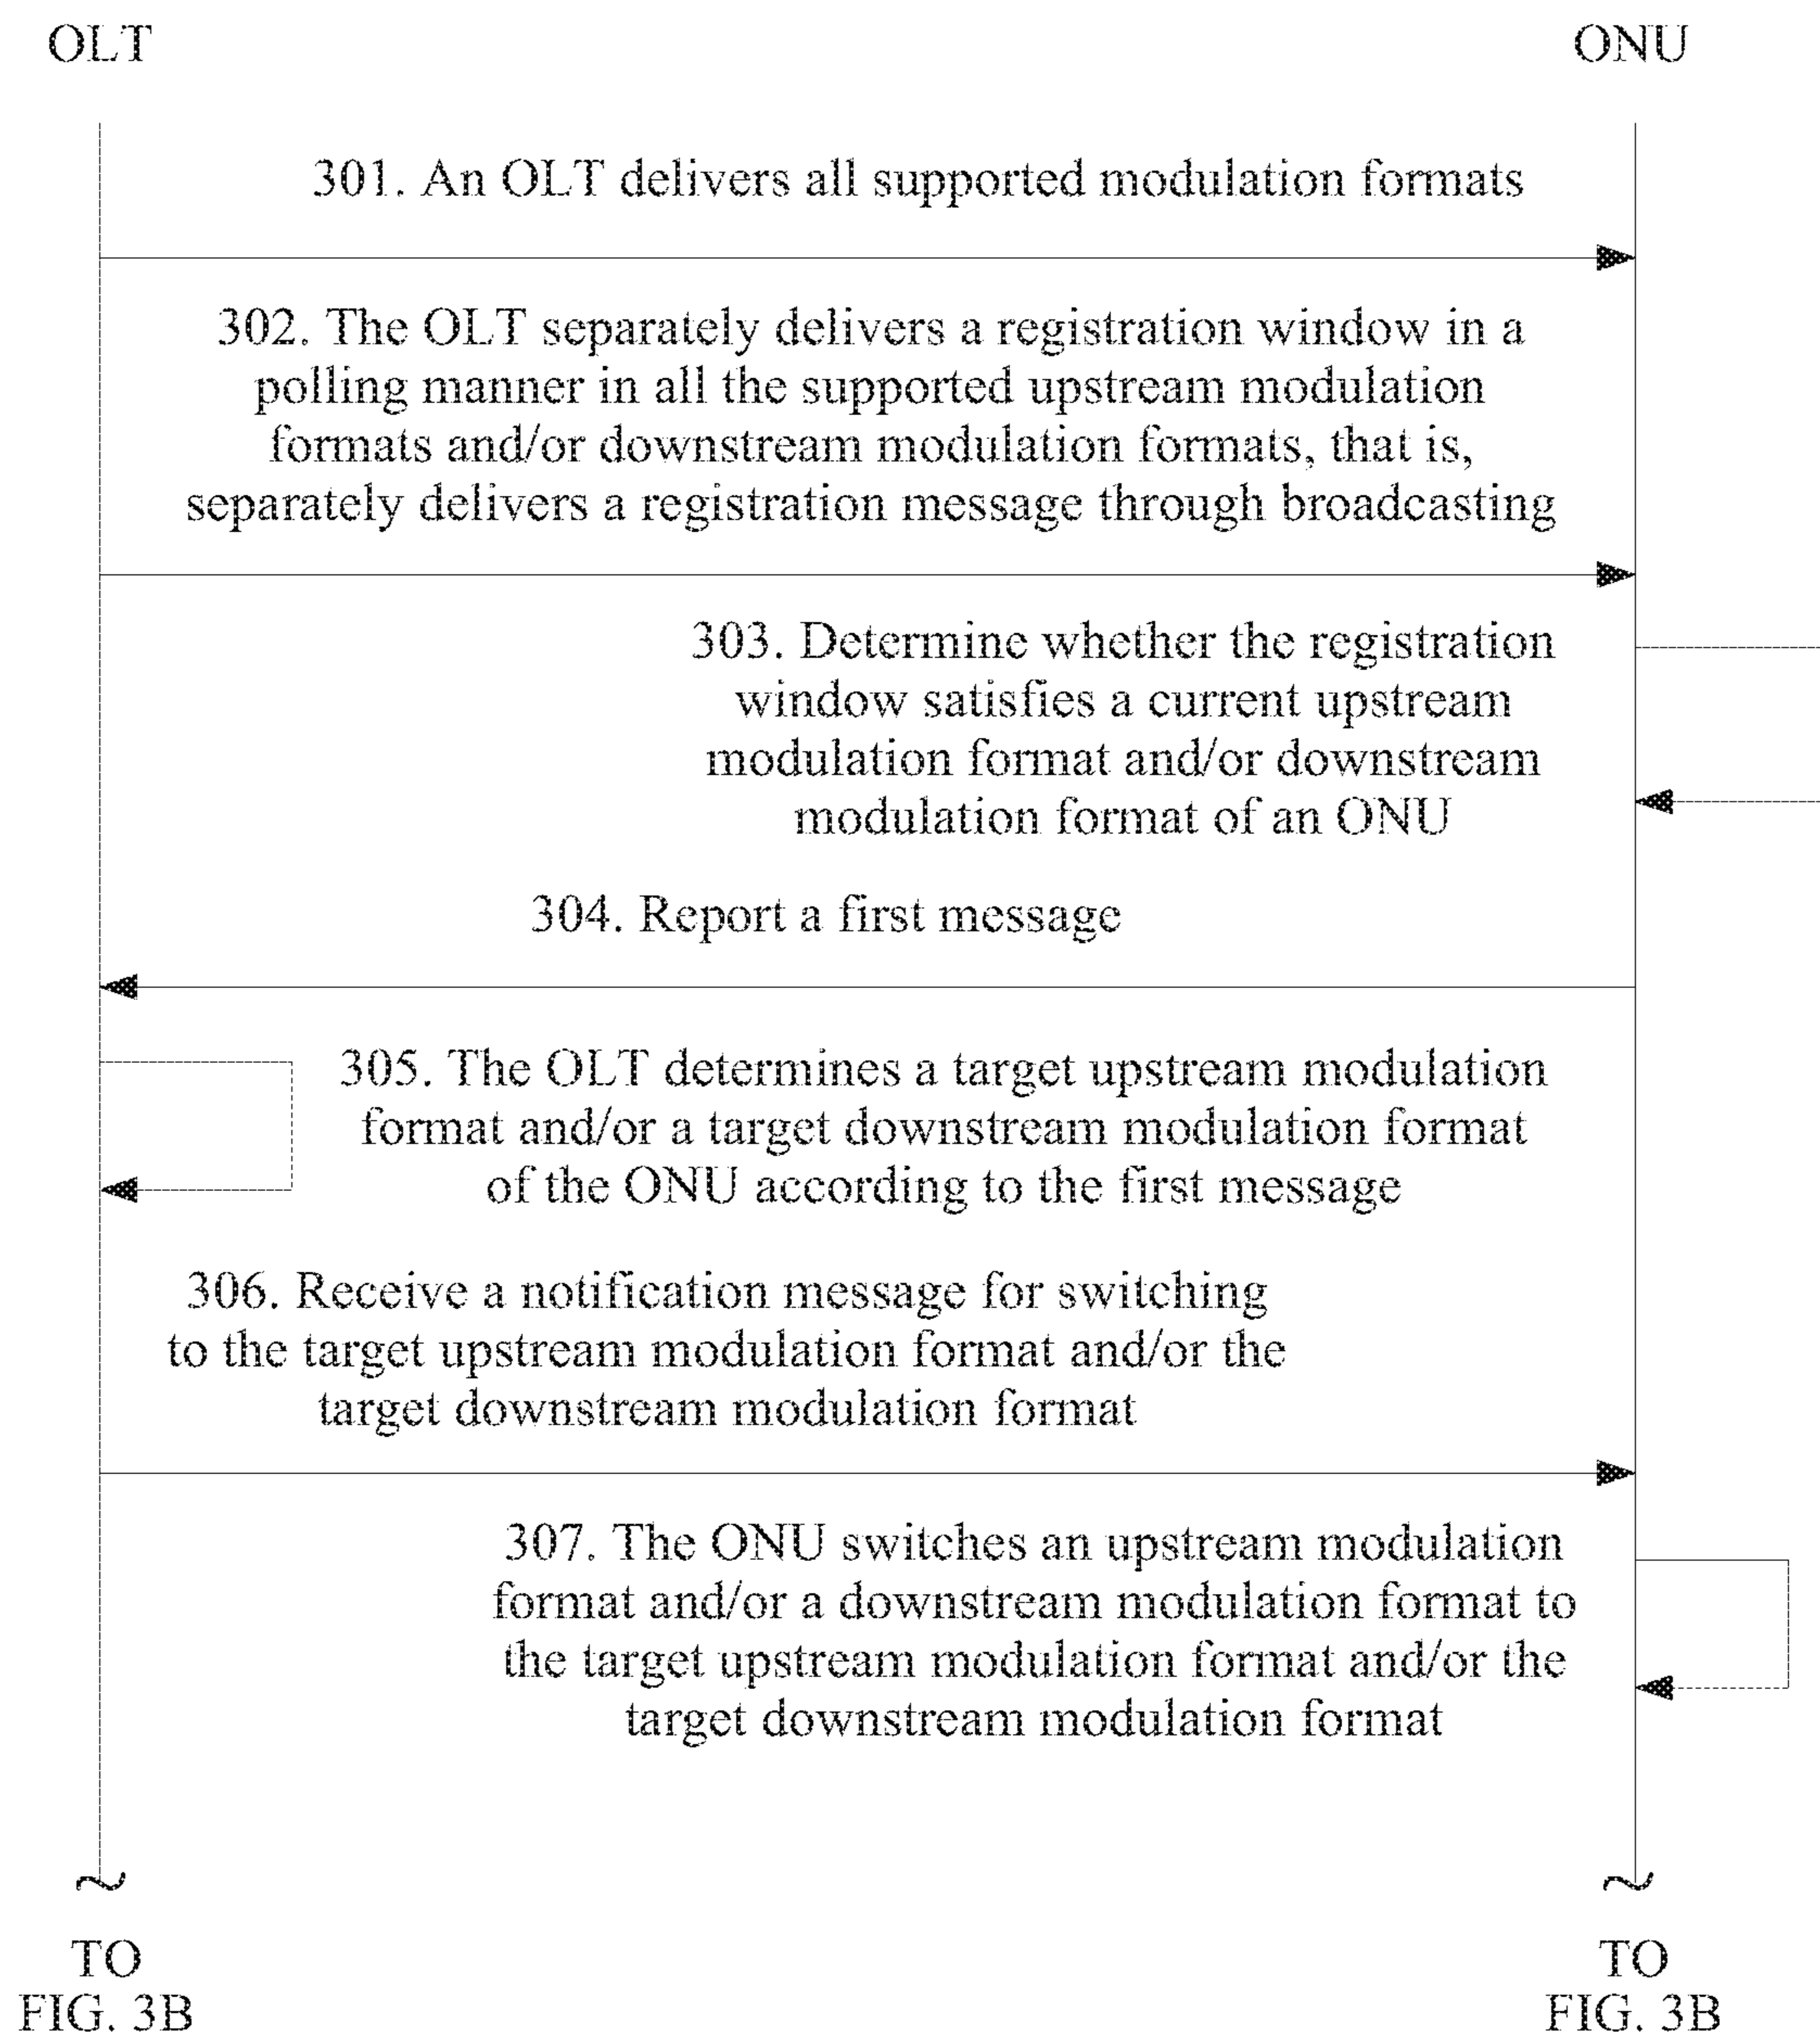 OLT
ONU
301. An OLT delivers all supported modulation formats
302. The OLT separately delivers a registration window in a
polling manner in all the supported upstream modulation
formats and/or downstream modulation formats, that is,
separately delivers a registration message through broadcasting
303. Determine whether the registration
window satisfies a current upstream
modulation format and/or downstream
modulation format of an ONU
304. Report a first message
305. The OLT determines a target upstream modulation
format and/or a target downstream modulation format
of the ONU according to the first message
306. Receive a notification message for switching
to the target upstream modulation format and/or the
target downstream modulation format
307. The ONU switches an upstream modulation
format and/or a downstream modulation format to
the target upstream modulation format and/or the
target downstream modulation format
TO
FIG. 3B
TO
FIG. 3B